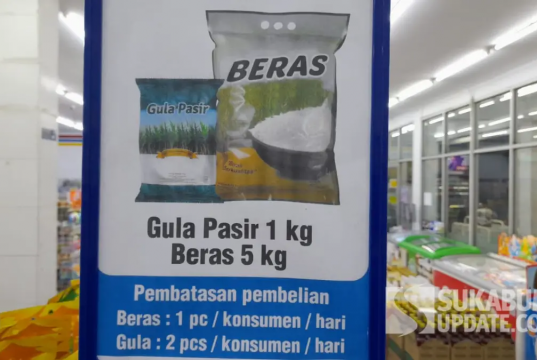 BERAS
Gula Pasir
Gula Pasir 1 kg
Beras 5 kg
Pembatasan pembelian
Beras : 1 pc / konsumen / hari
Gula : 2 pcs / konsumen / hari
SUKABU
UPDATE.CO